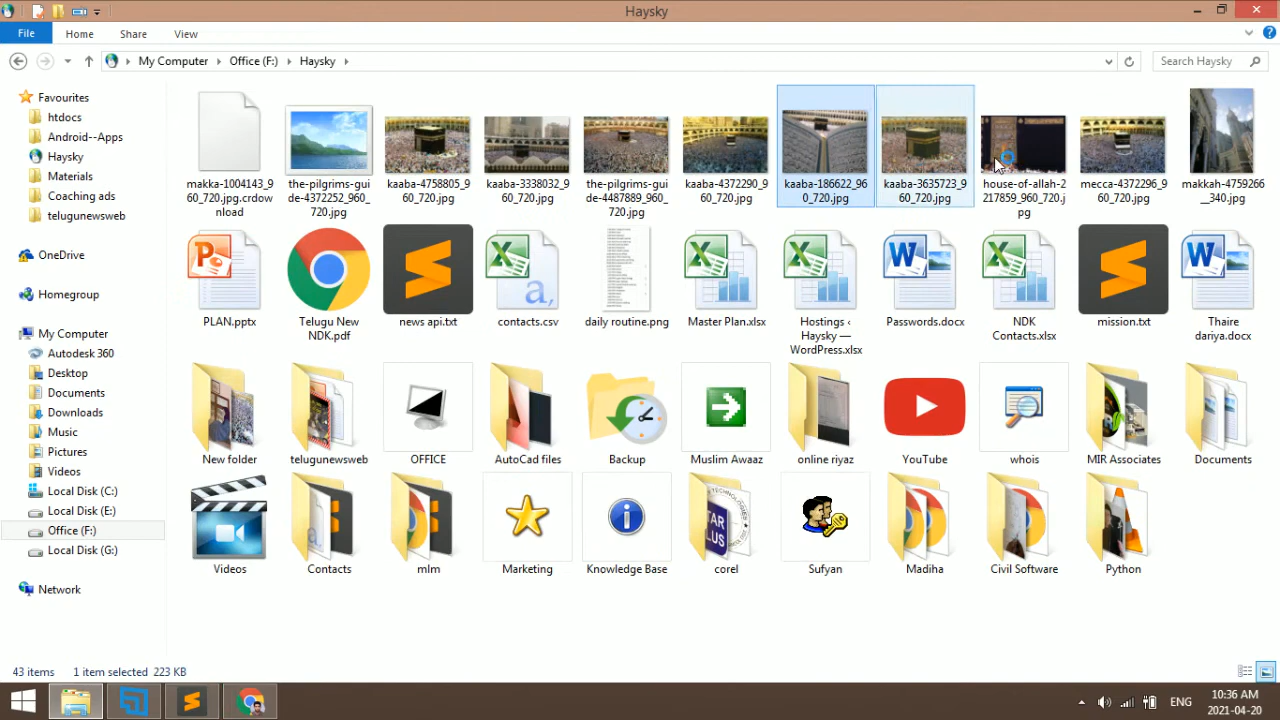 Haysky
File
Home
Share
View
My Computer
Office (F:)
Haysky
Search Haysky
Favourites
htdocs
Android--Apps
Haysky
Materials
Coaching ads
telugunewsweb
OneDrive
Homegroup
My Computer
Autodesk 360
Desktop
Documents
Downloads
Music
Pictures
Videos
Local Disk (C:)
Local Disk (E:)
Office (F:)
Local Disk (G:)
Network
makka-1004143_9
60_720.jpg.crdow
nload
the-pilgrims-gui
de-4372252_960_
720.jpg
kaaba-4758805_9
60_720.jpg
kaaba-3338032_9
60_720.jpg
the-pilgrims-gui
de-4487889_960_
720.jpg
kaaba-4372290_9
60_720.jpg
kaaba-186622_96
0_720.jpg
kaaba-3635723_9
60_720.jpg
house-of-allah-2
217859_960_720.j
pg
mecca-4372296_9
60_720.jpg
makkah-4759266
__340.jpg
PLAN.pptx
Telugu New
NDK.pdf
news api.txt
contacts.csv
daily routine.png
Master Plan.xlsx
Hostings ‹
Haysky —
WordPress.xlsx
Passwords.docx
NDK
Contacts.xlsx
mission.txt
Thaire
dariya.docx
New folder
telugunewsweb
OFFICE
AutoCad files
Backup
Muslim Awaaz
online riyaz
YouTube
whois
MIR Associates
Documents
Videos
Contacts
mlm
Marketing
Knowledge Base
corel
Sufyan
Madiha
Civil Software
Python
43 items
1 item selected 223 KB
ENG
10:36 AM
2021-04-20